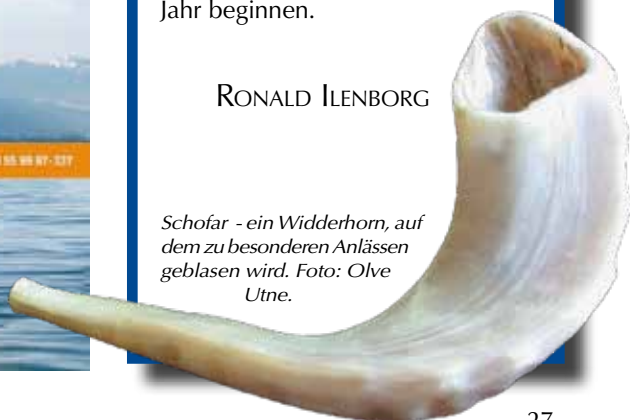 Jahr beginnen.
RONALD ILENBORG
Schofar - ein Widderhorn, auf
dem zu besonderen Anlässen
geblasen wird. Foto: Olve
Utne.
27